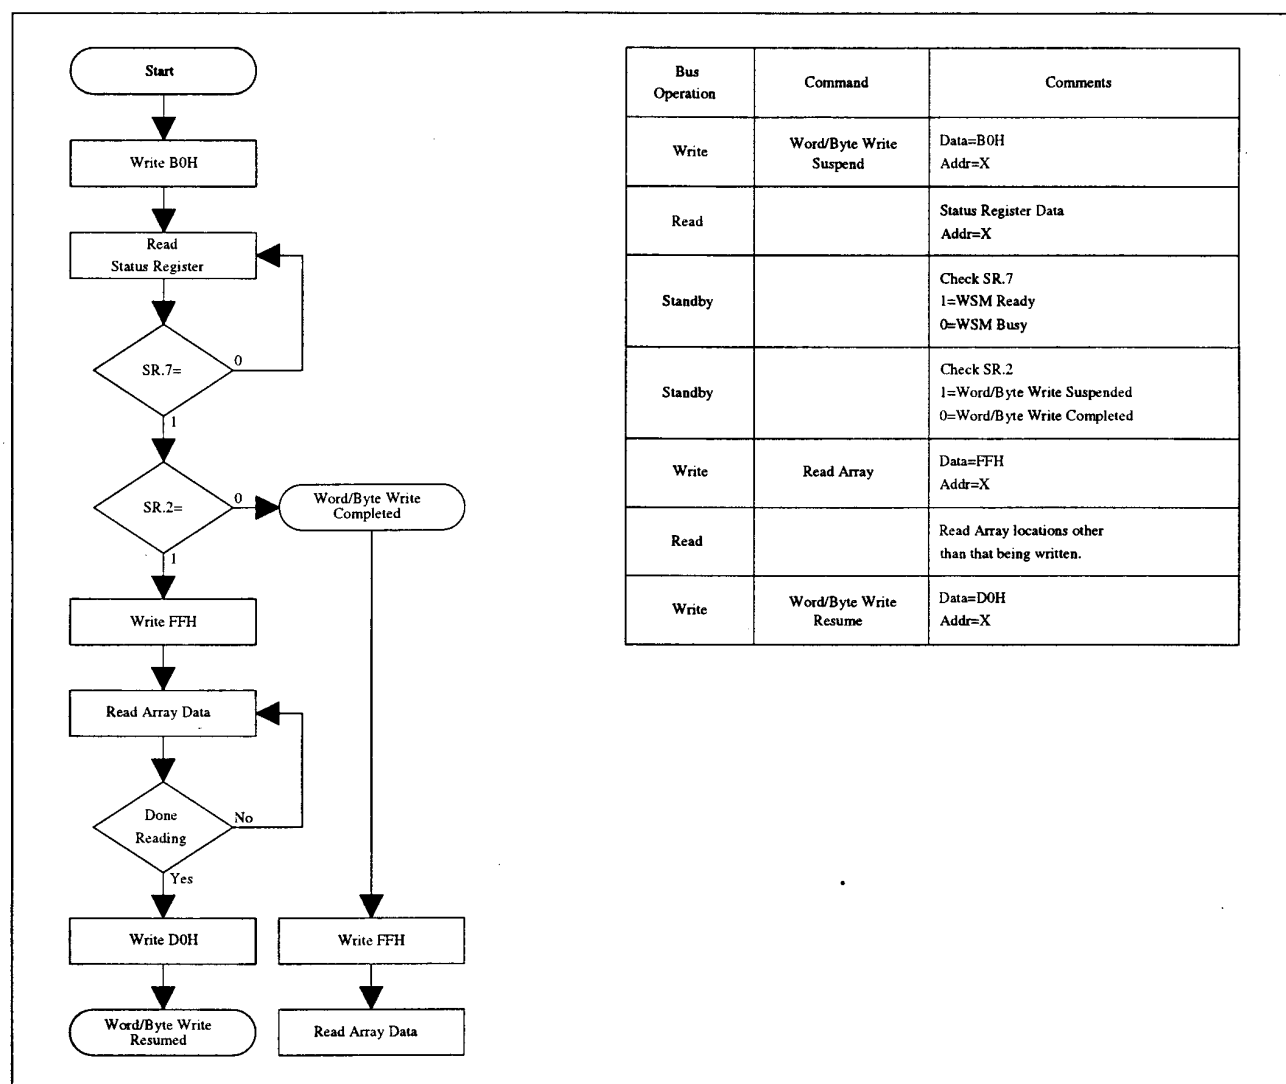 Start
Write B0H
Read
Status Register
SR.7=
0
1
SR.2=
0
Word/Byte Write
Completed
1
Write FFH
Read Array Data
Done
Reading
No
Yes
Write D0H
Write FFH
Word/Byte Write
Resumed
Read Array Data
Bus
Operation
Command
Comments
Write
Word/Byte Write
Suspend
Data=B0H
Addr=X
Read
Status Register Data
Addr=X
Standby
Check SR.7
1=WSM Ready
0=WSM Busy
Standby
Check SR.2
1=Word/Byte Write Suspended
0=Word/Byte Write Completed
Write
Read Array
Data=FFH
Addr=X
Read
Read Array locations other
than that being written.
Write
Word/Byte Write
Resume
Data=D0H
Addr=X